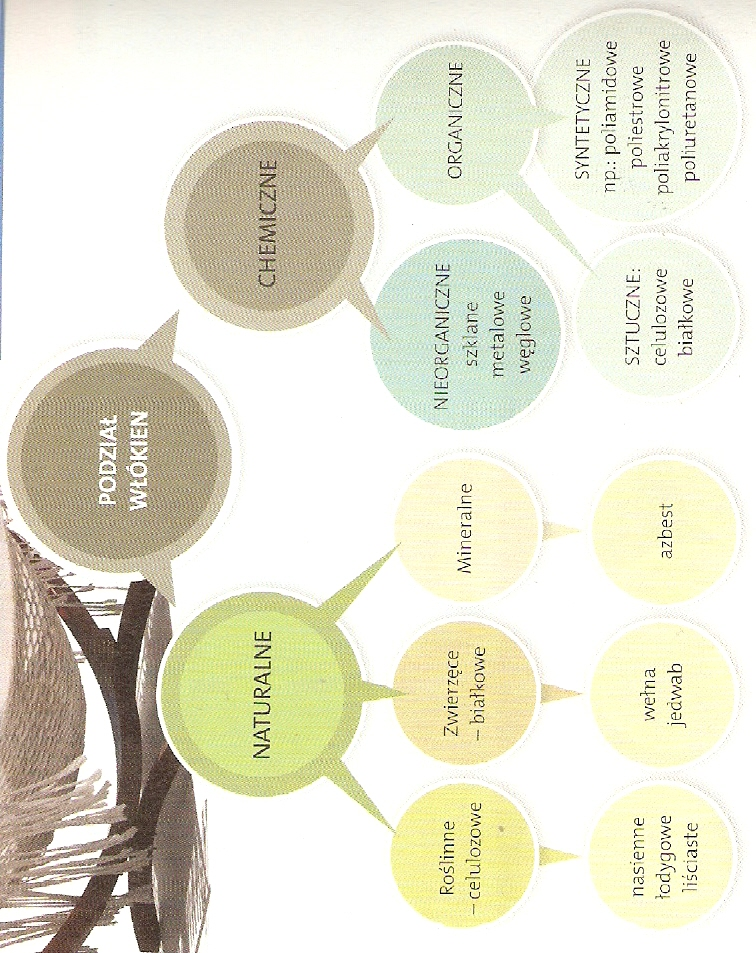 PODZIAŁ
WŁÓKIEN
NATURALNE
CHEMICZNE
Roślinne
– celulozowe
Zwierzęce
– białkowe
Mineralne
NIEORGANICZNE
szklane
metalowe
węglowe
ORGANICZNE
nasienne
łodygowe
liściaste
wełna
jedwab
azbest
SZTUCZNE:
celulozowe
białkowe
SYNTETYCZNE
np.: poliamidowe
poliestrowe
poliakrylonitrowe
poliuretanowe